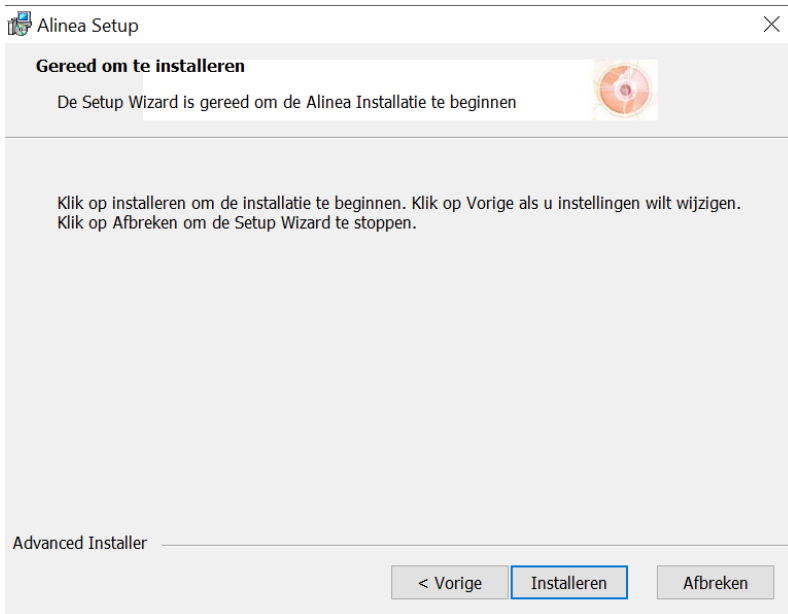 Alinea Setup
Gereed om te installeren
De Setup Wizard is gereed om de Alinea Installatie te beginnen
Klik op installeren om de installatie te beginnen. Klik op Vorige als u instellingen wilt wijzigen.
Klik op Afbreken om de Setup Wizard te stoppen.
Advanced Installer
< Vorige Installeren Afbreken